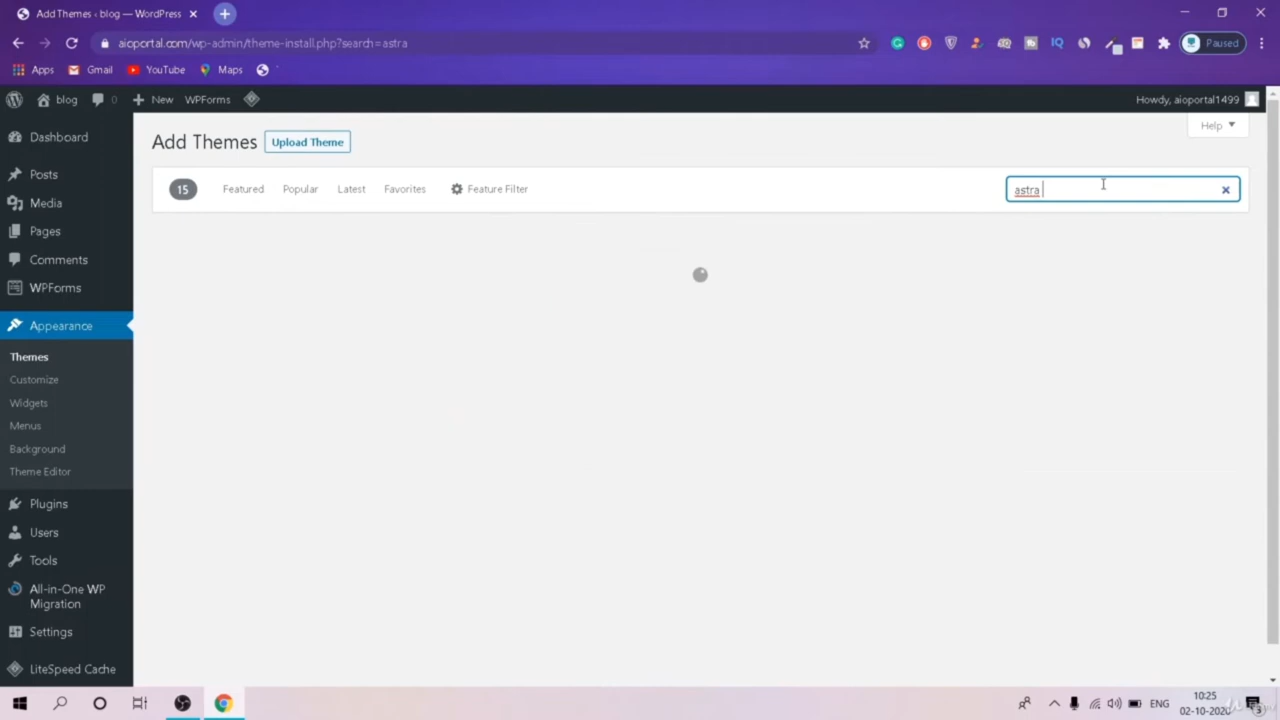 Add Themes ‹ blog — WordPress
aioportal.com/wp-admin/theme-install.php?search=astra
Paused
Apps Gmail YouTube Maps
blog 0 New WPForms Howdy, aioportal1499
Dashboard
Posts
Media
Pages
Comments
WPForms
Appearance
Themes
Customize
Widgets
Menus
Background
Theme Editor
Plugins
Users
Tools
All-in-One WP
Migration
Settings
LiteSpeed Cache
Help
Add Themes Upload Theme
15 Featured Popular Latest Favorites Feature Filter astra
ENG
10:25
02-10-2020